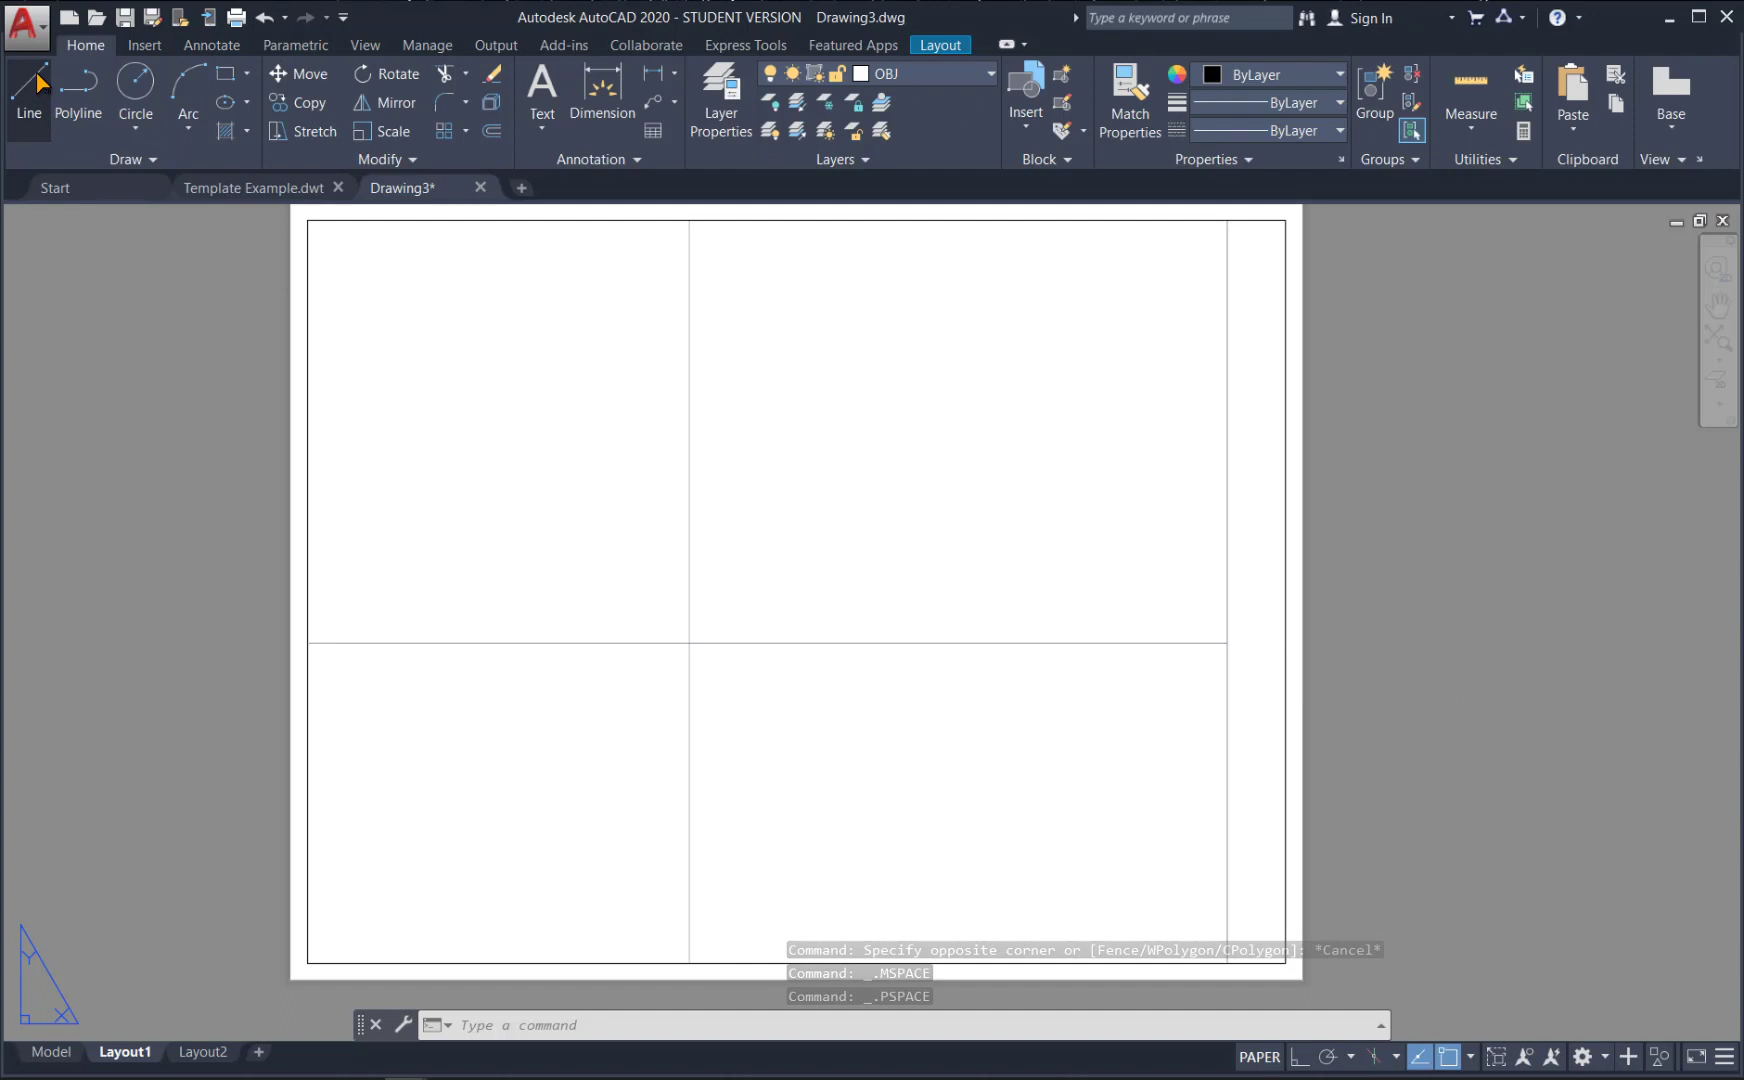 Autodesk AutoCAD 2020 - STUDENT VERSION Drawing3.dwg
Type a keyword or phrase
Sign In
Home Insert Annotate Parametric View Manage Output Add-ins Collaborate Express Tools Featured Apps Layout
Line
Polyline
Circle
Arc
Draw
Move
Rotate
Copy
Mirror
Stretch
Scale
Modify
Text
Dimension
Annotation
Layer
Properties
OBJ
Layers
Insert
Block
Match
Properties
ByLayer
ByLayer
ByLayer
Properties
Group
Groups
Measure
Utilities
Paste
Clipboard
Base
View
Start
Template Example.dwt
Drawing3*
2D
2D
Y
X
Command: Specify opposite corner or [Fence/WPolygon/CPolygon]: *Cancel*
Command: _.MSPACE
Command: _.PSPACE
Type a command
Model Layout1 Layout2
PAPER